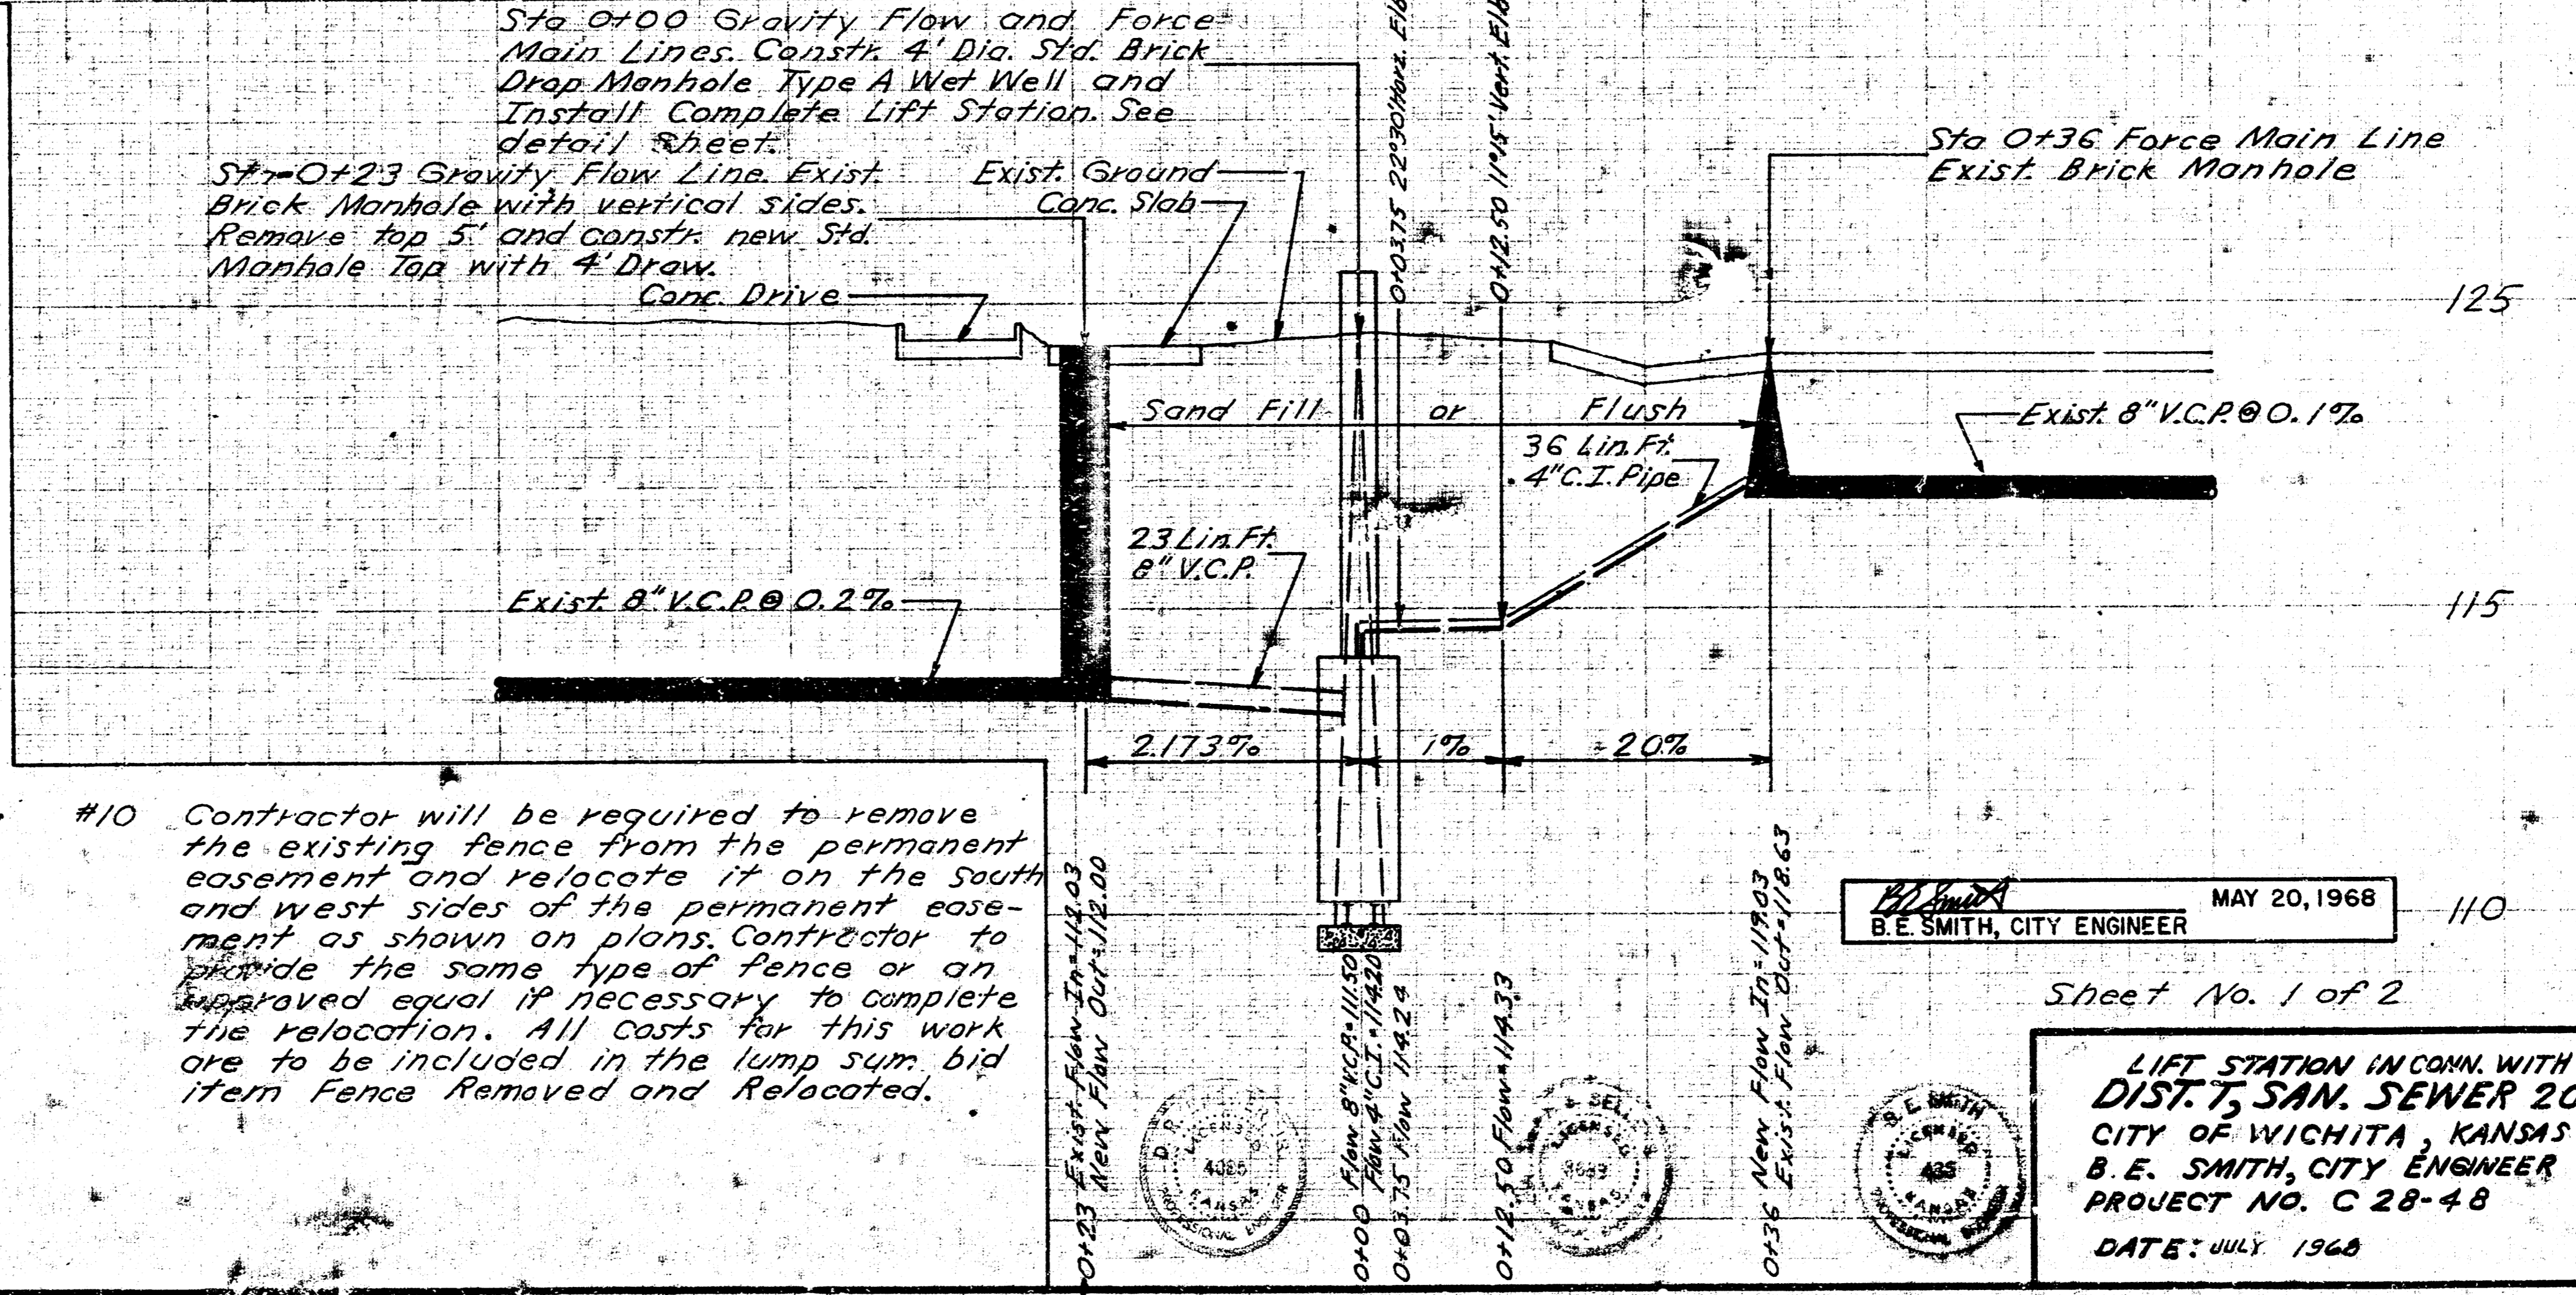 Sta 0+00 Gravity Flow and Force
Main Lines. Constr. 4' Dia. Std. Brick
Drop Manhole Type A Wet Well and
Install Complete Lift Station. See
detail Sheet.
0+03.75 22°30' Horz.
0+12.50 11°15' Vert.
Sta 0+36 Force Main Line
Exist. Brick Manhole
0+23 Gravity Flow Line. Exist.
Brick Manhole with vertical sides.
Remove top 5' and constr. new Std.
Manhole Top with 4' Draw.
Exist. Ground
Conc. Slab
Conc. Drive
125
Sand Fill or Flush
Exist. 8" V.C.P. @ 0.1%
36 Lin. Ft.
4" C.I. Pipe
23 Lin. Ft.
8" V.C.P.
Exist. 8" V.C.P. @ 0.2%
115
2.173%
1%
20%
#10 Contractor will be required to remove
the existing fence from the permanent
easement and relocate it on the south
and west sides of the permanent ease-
ment as shown on plans. Contractor to
provide the same type of fence or an
approved equal if necessary to complete
the relocation. All costs for this work
are to be included in the lump sum bid
item Fence Removed and Relocated.
0+23 Exist. Flow In=112.03
New Flow Out=112.00
0+00 Flow 8" V.C.P.=111.50
Flow 4" C.I.=114.20
0+03.75 Flow 114.24
0+12.50 Flow=114.33
0+36 New Flow In=119.03
Exist. Flow Out=118.63
BE Smith
MAY 20, 1968
B.E. SMITH, CITY ENGINEER
110
Sheet No. 1 of 2
LICENSED
KANSAS
PROFESSIONAL ENGINEER
LICENSED
B E SMITH
LICENSED
435
KANSAS
LIFT STATION IN CONN. WITH
DIST. T, SAN. SEWER
CITY OF WICHITA, KANSAS
B.E. SMITH, CITY ENGINEER
PROJECT NO. C 28-48
DATE: JULY 1968